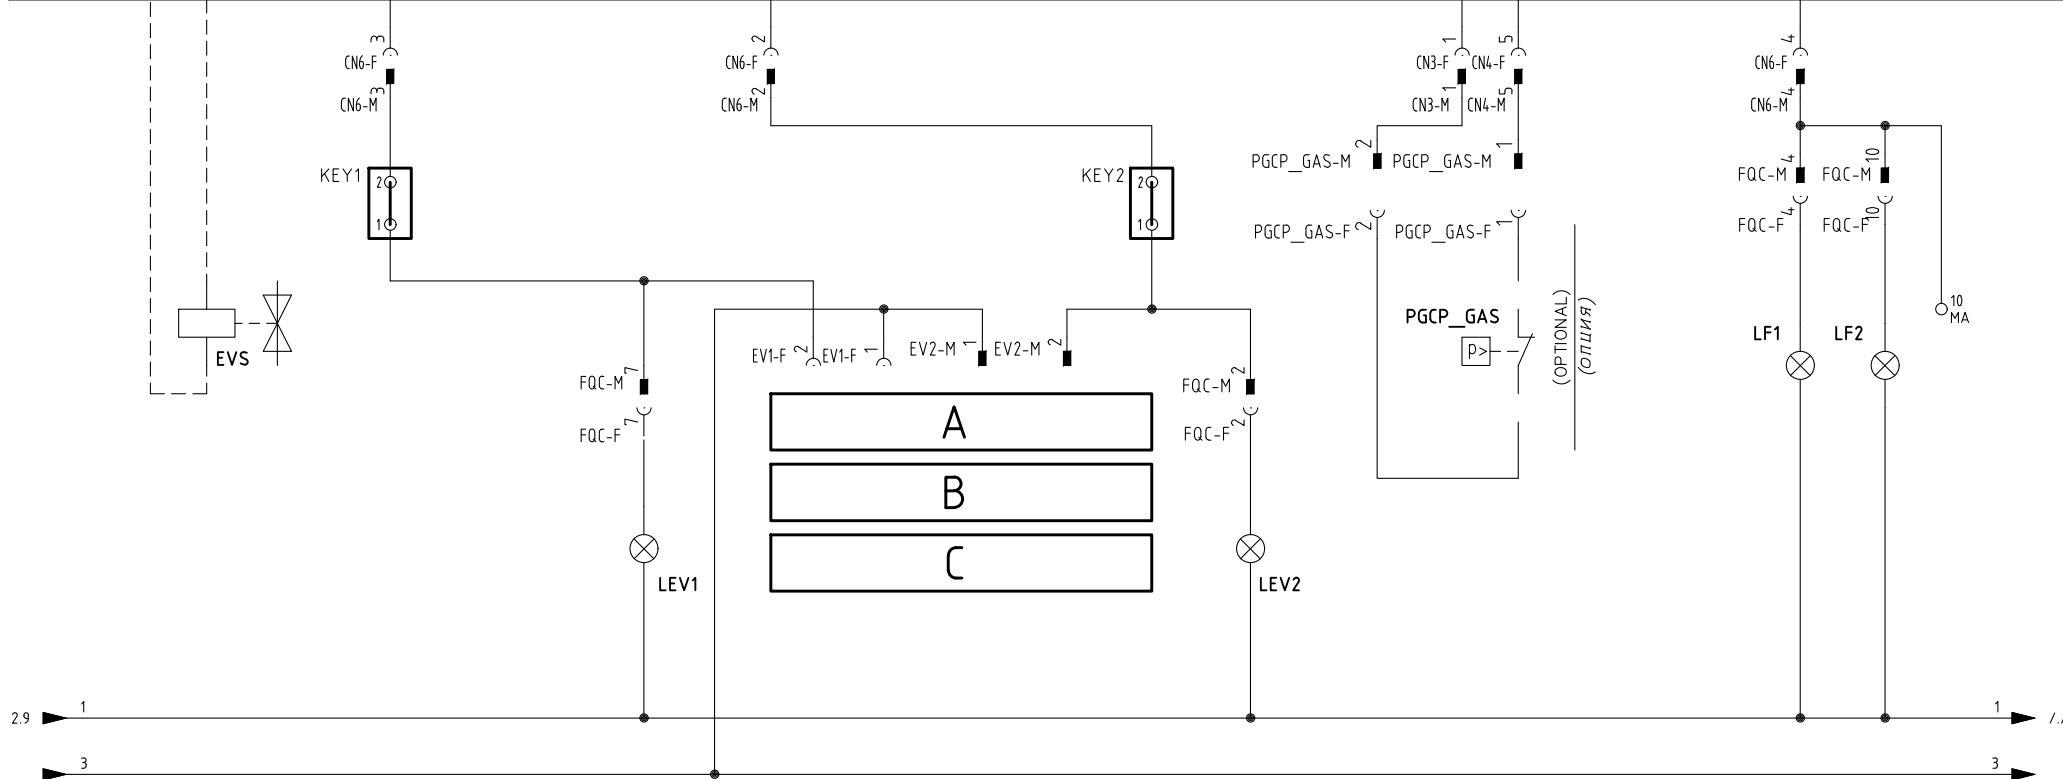 3 2 1 5 4
CN6-F CN6-F CN3-F CN4-F CN6-F
3 2 1 5 4
CN6-M CN6-M CN3-M CN4-M CN6-M
2 1 4 10
PGCP_GAS-M PGCP_GAS-M
KEY1 2 KEY2 2 FQC-M FQC-M
1 1
2 1 4 10
PGCP_GAS-F PGCP_GAS-F FQC-F FQC-F
10
MA
PGCP_GAS
(OPTIONAL)
(ОПЦИЯ)
LF1 LF2
P>
EVS
2 1 1 2
EV1-F EV1-F EV2-M EV2-M
7 2
FQC-M FQC-M
7 2
FQC-F FQC-F
A
B
C
LEV1 LEV2
2.9 1 1
3 3